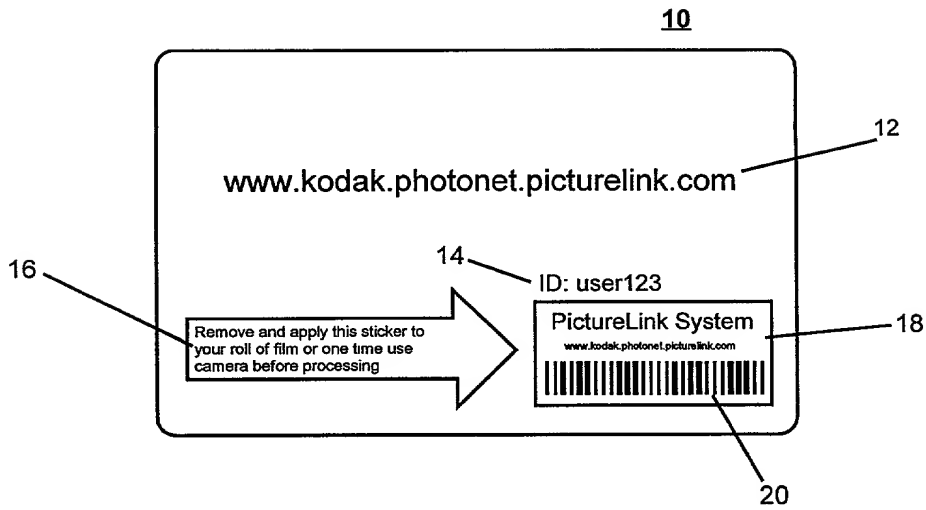 10
12
www.kodak.photonet.picturelink.com
14
16
ID: user123
Remove and apply this sticker to
your roll of film or one time use
camera before processing
PictureLink System
www.kodak.photonet.picturelink.com
18
20